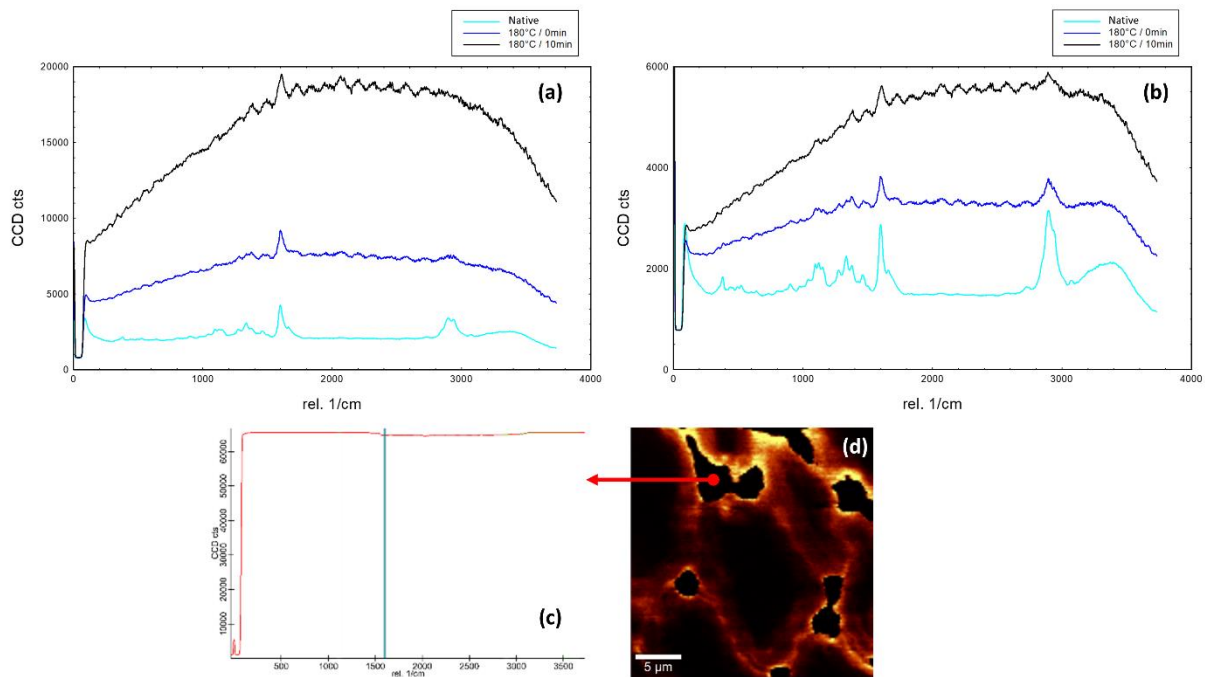 Native
180°C / 0min
180°C / 10min
Native
180°C / 0min
180°C / 10min
20000
15000
10000
5000
0
CCD cts
(a)
0
1000
2000
3000
4000
rel. 1/cm
6000
4000
2000
0
CCD cts
(b)
0
1000
2000
3000
4000
rel. 1/cm
60000
50000
40000
30000
20000
10000
CCD cts
(c)
500
1000
1500
2000
2500
3000
3500
rel. 1/cm
(d)
5 µm